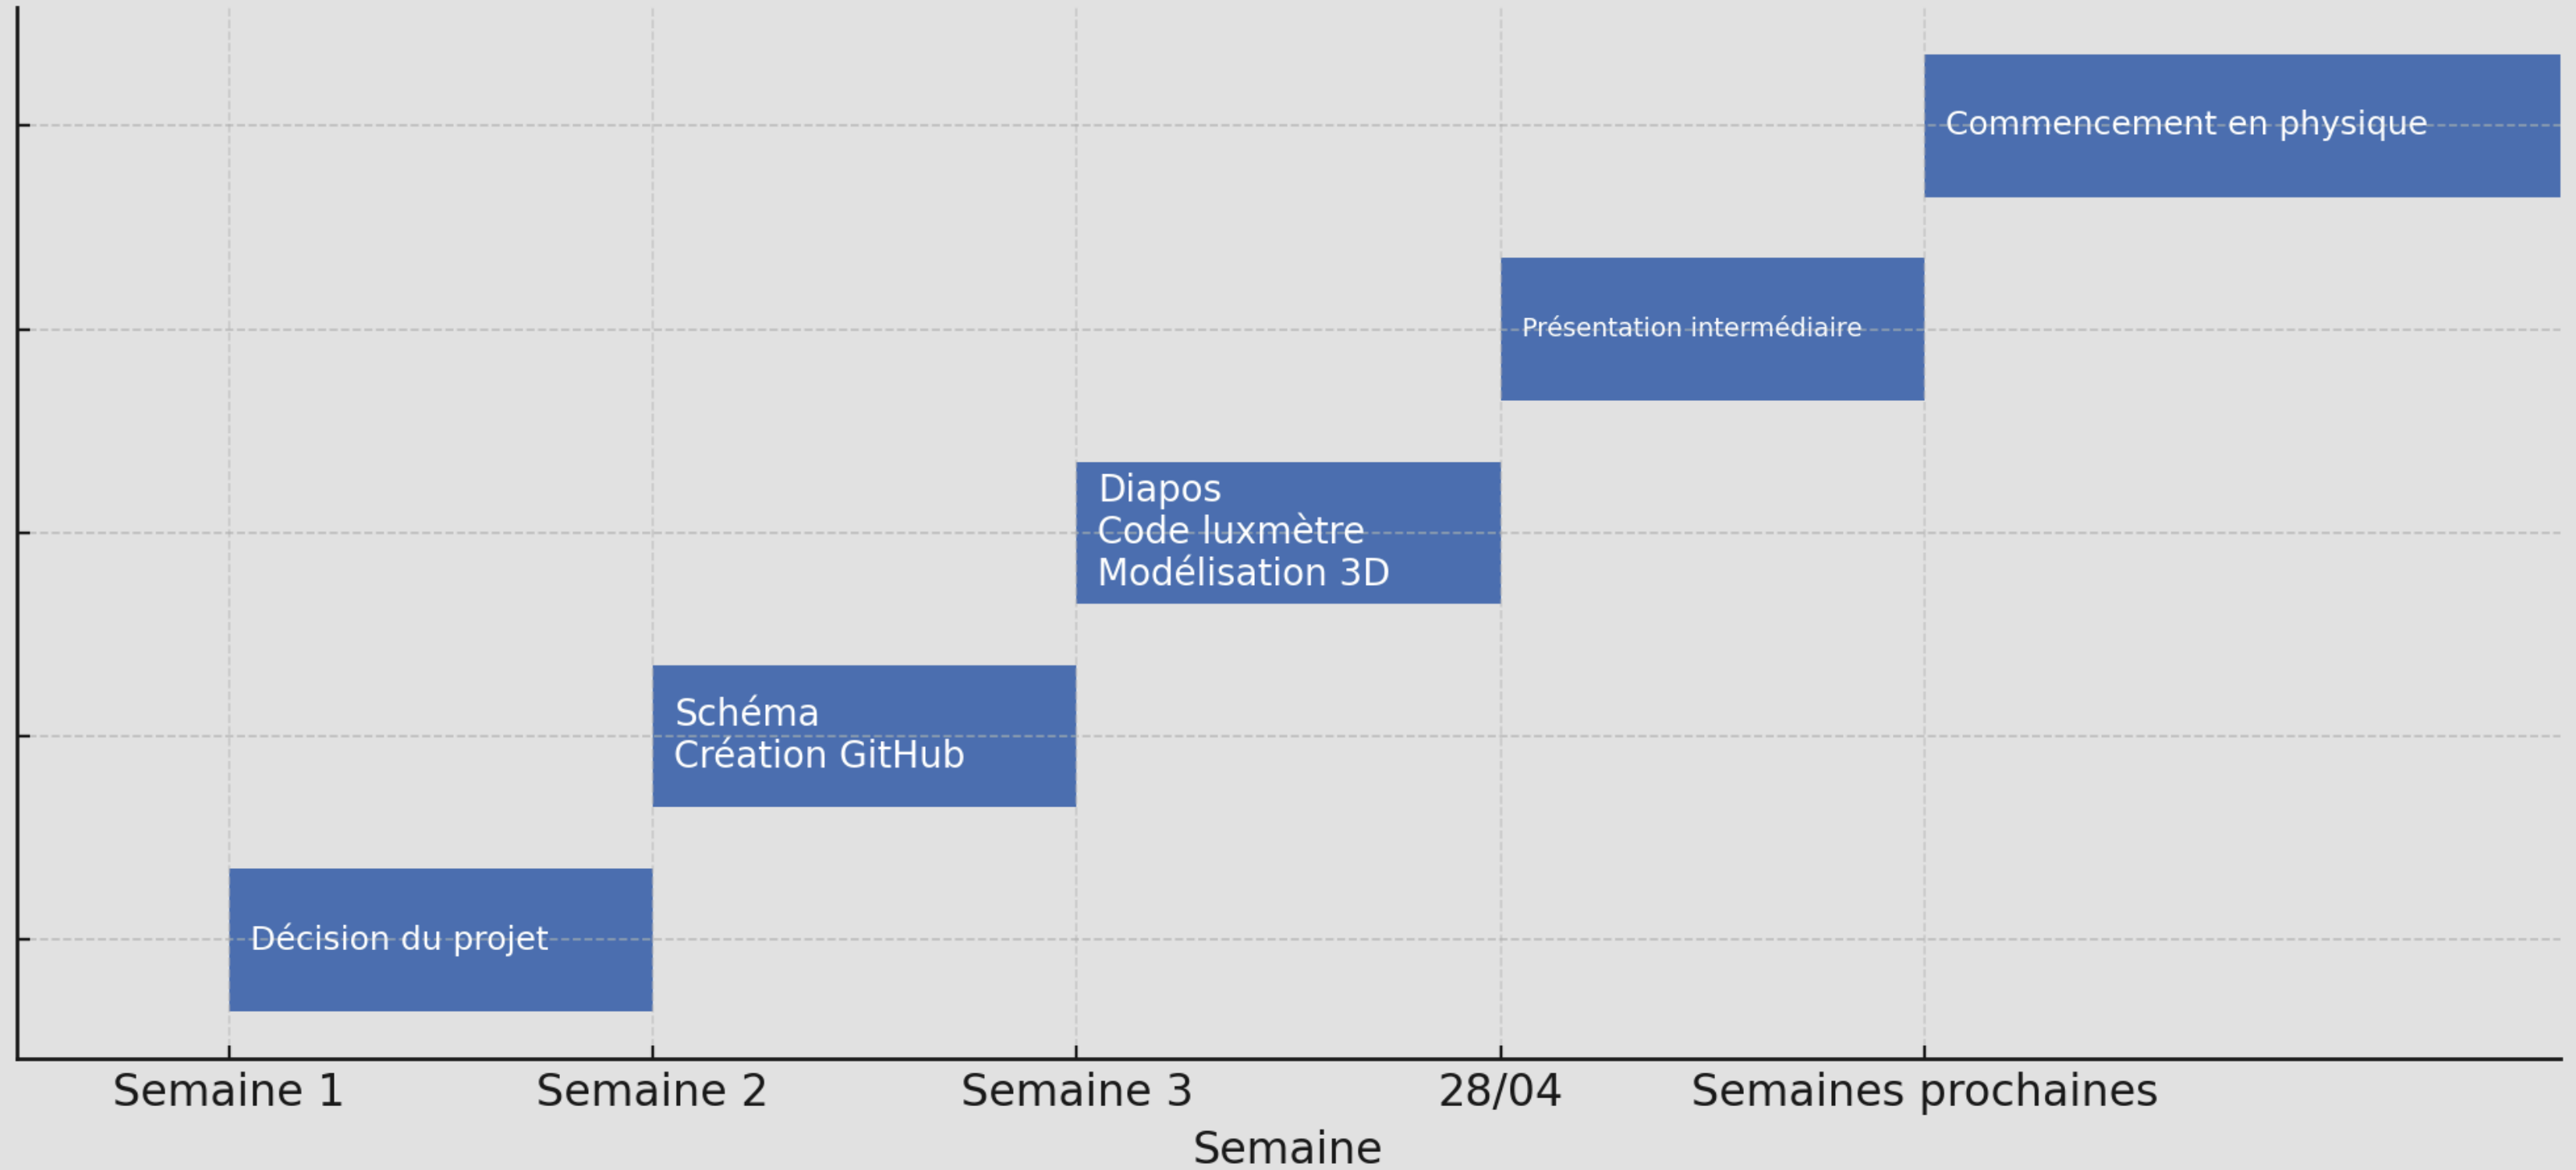 Commencement en physique
Présentation intermédiaire
Diapos
Code luxmètre
Modélisation 3D
Schéma
Création GitHub
Décision du projet
Semaine 1
Semaine 2
Semaine 3
28/04
Semaines prochaines
Semaine